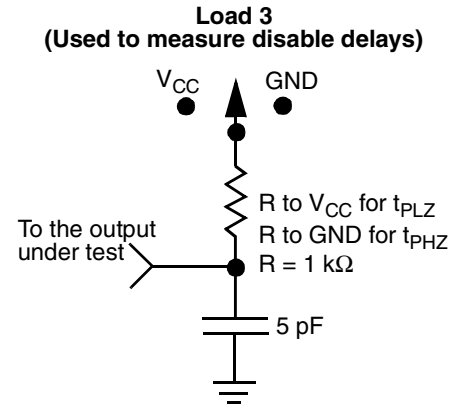 Load 3
(Used to measure disable delays)
VCC
GND
R to VCC for tPLZ
R to GND for tPHZ
R = 1 kΩ
To the output
under test
5 pF